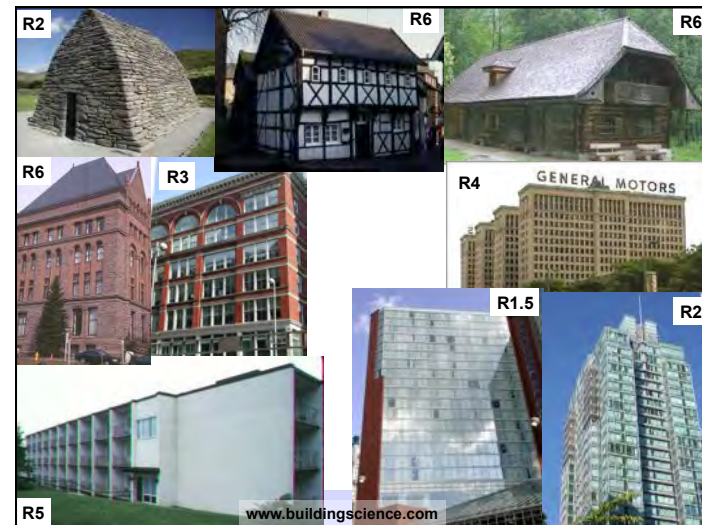 R2
R6
R6
R6
R3
R4
GENERAL MOTORS
R1.5
R2
R5
www.buildingscience.com